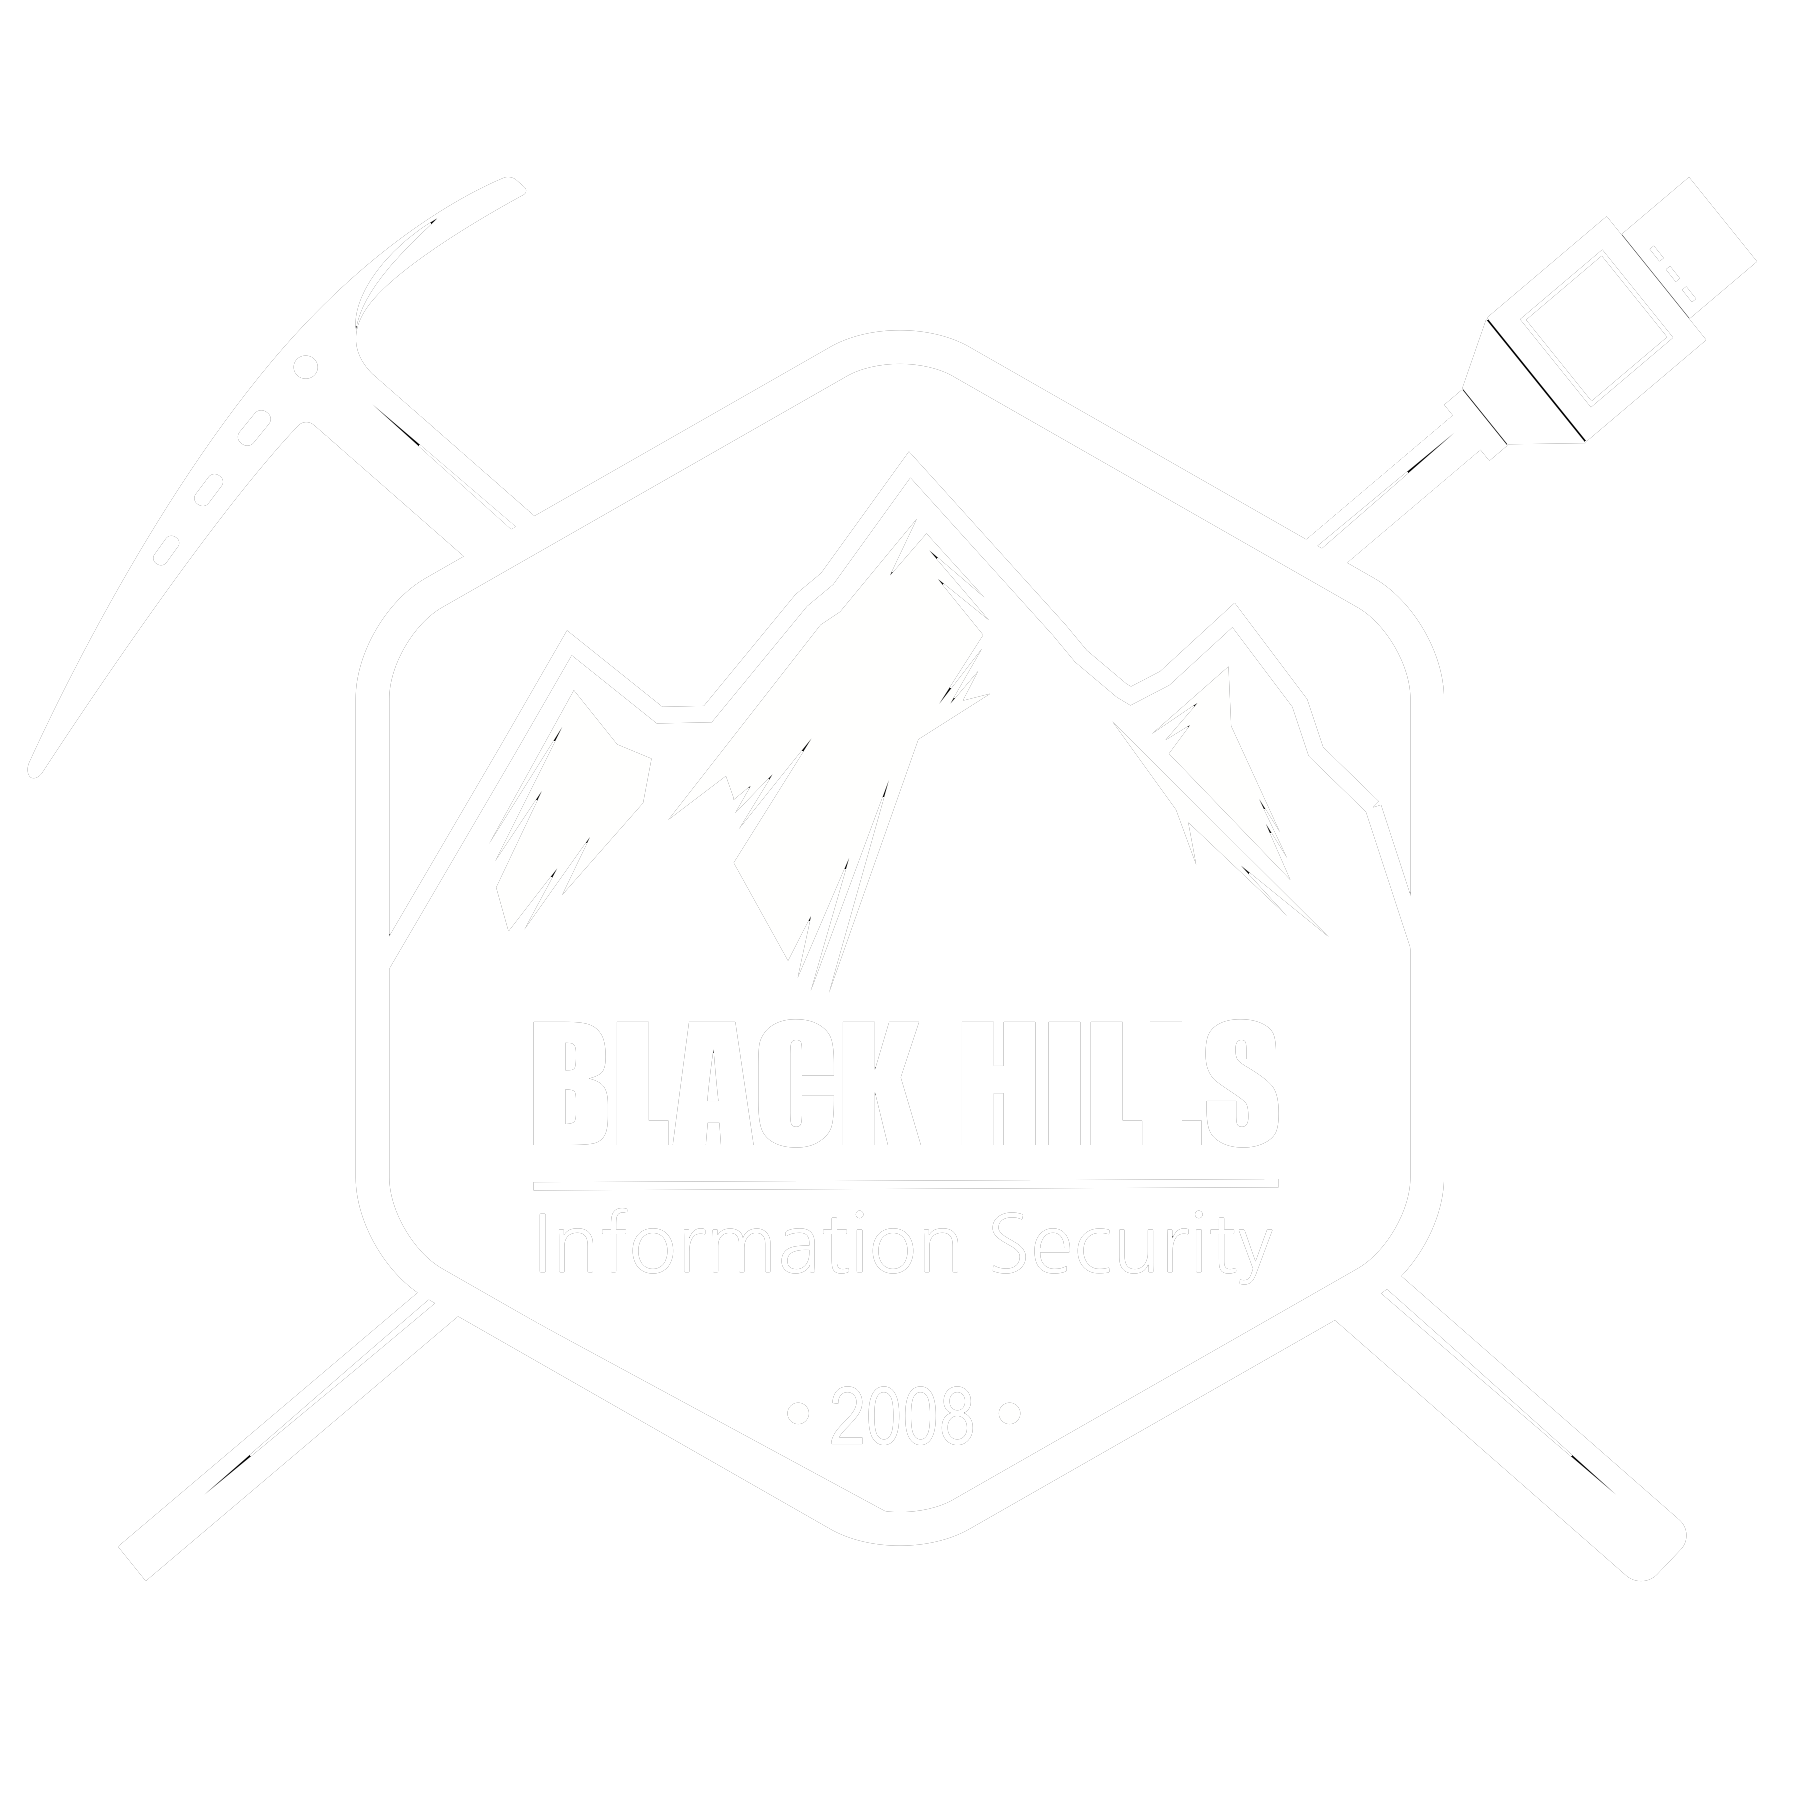 BLACK HILLS
Information Security
• 2008 •